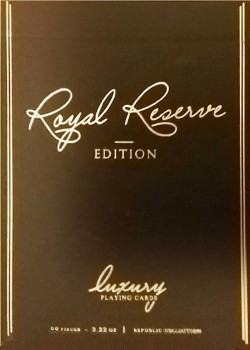 Royal Reserve
EDITION
luxury
PLAYING CARDS